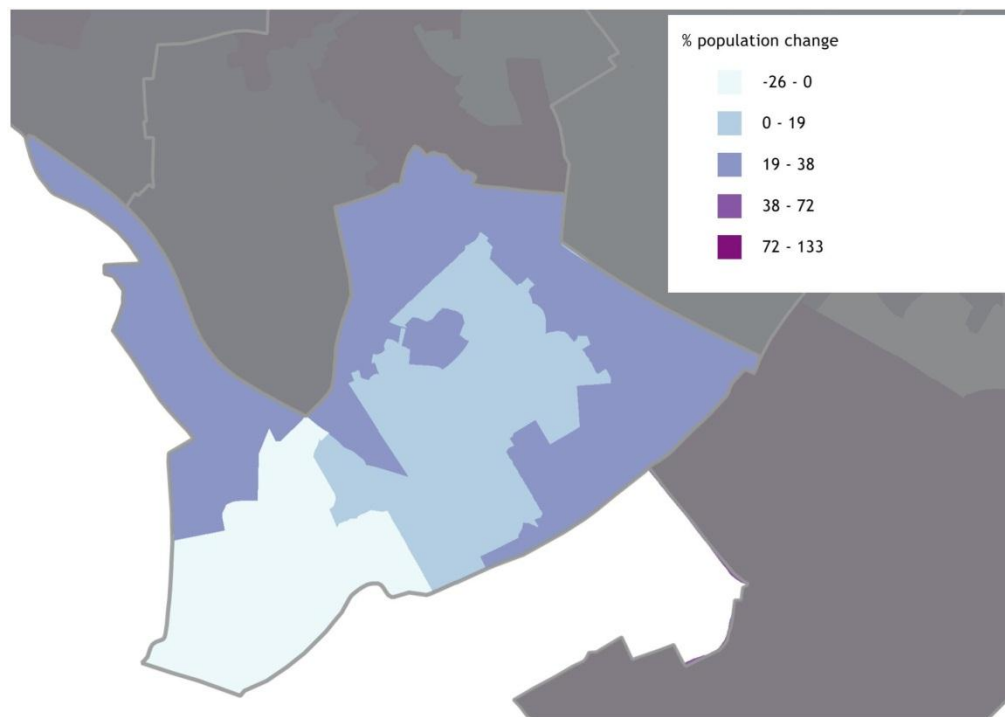 % population change
-26 - 0
0 - 19
19 - 38
38 - 72
72 - 133